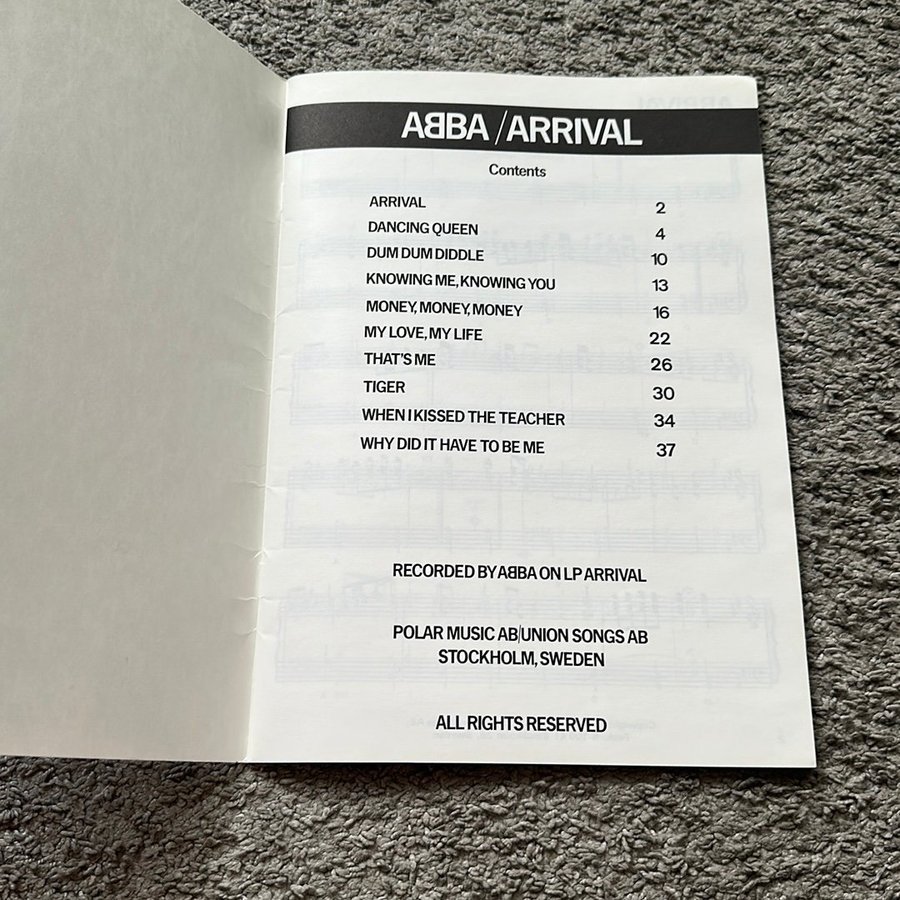 ABBA /ARRIVAL
Contents
ARRIVAL 2
DANCING QUEEN 4
DUM DUM DIDDLE 10
KNOWING ME, KNOWING YOU 13
MONEY, MONEY, MONEY 16
MY LOVE, MY LIFE 22
THAT'S ME 26
TIGER 30
WHEN I KISSED THE TEACHER 34
WHY DID IT HAVE TO BE ME 37
RECORDED BY ABBA ON LP ARRIVAL
POLAR MUSIC AB/UNION SONGS AB
STOCKHOLM, SWEDEN
ALL RIGHTS RESERVED